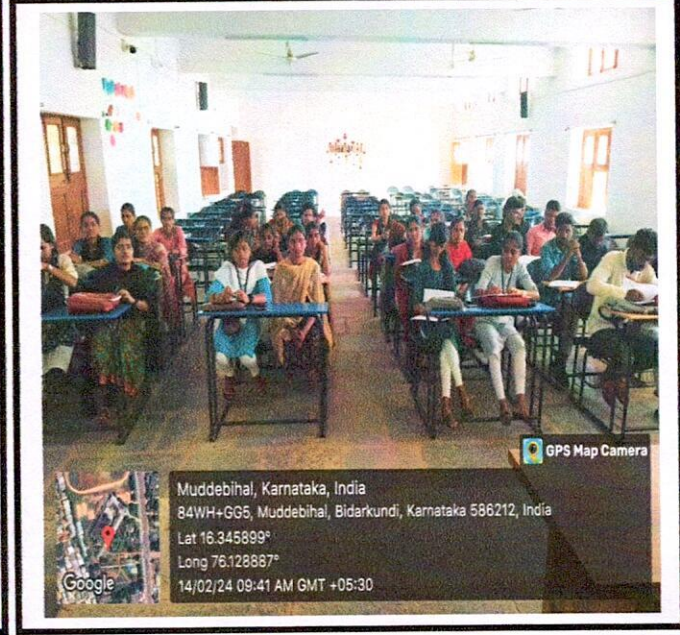 GPS Map Camera
Muddebihal, Karnataka, India
84WH+GG5, Muddebihal, Bidarkundi, Karnataka 586212, India
Lat 16.345899°
Long 76.128887°
14/02/24 09:41 AM GMT +05:30
Google